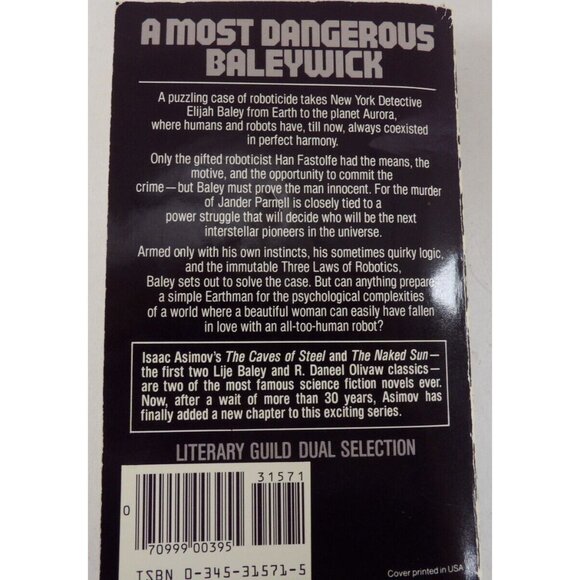 A MOST DANGEROUS
BALEYWICK
A puzzling case of roboticide takes New York Detective
Elijah Baley from Earth to the planet Aurora,
where humans and robots have, till now, always coexisted
in perfect harmony.
Only the gifted roboticist Han Fastolfe had the means, the
motive, and the opportunity to commit the
crime—but Baley must prove the man innocent. For the murder
of Jander Parnell is closely tied to a
power struggle that will decide who will be the next
interstellar pioneers in the universe.
Armed only with his own instincts, his sometimes quirky logic,
and the immutable Three Laws of Robotics,
Baley sets out to solve the case. But can anything prepare
a simple Earthman for the psychological complexities
of a world where a beautiful woman can easily have fallen
in love with an all-too-human robot?
Isaac Asimov's The Caves of Steel and The Naked Sun—
the first two Lije Baley and R. Daneel Olivaw classics—
are two of the most famous science fiction novels ever.
Now, after a wait of more than 30 years, Asimov has
finally added a new chapter to this exciting series.
LITERARY GUILD DUAL SELECTION
31571
0
70999 00395
ISBN 0-345-31571-5
Cover printed in USA